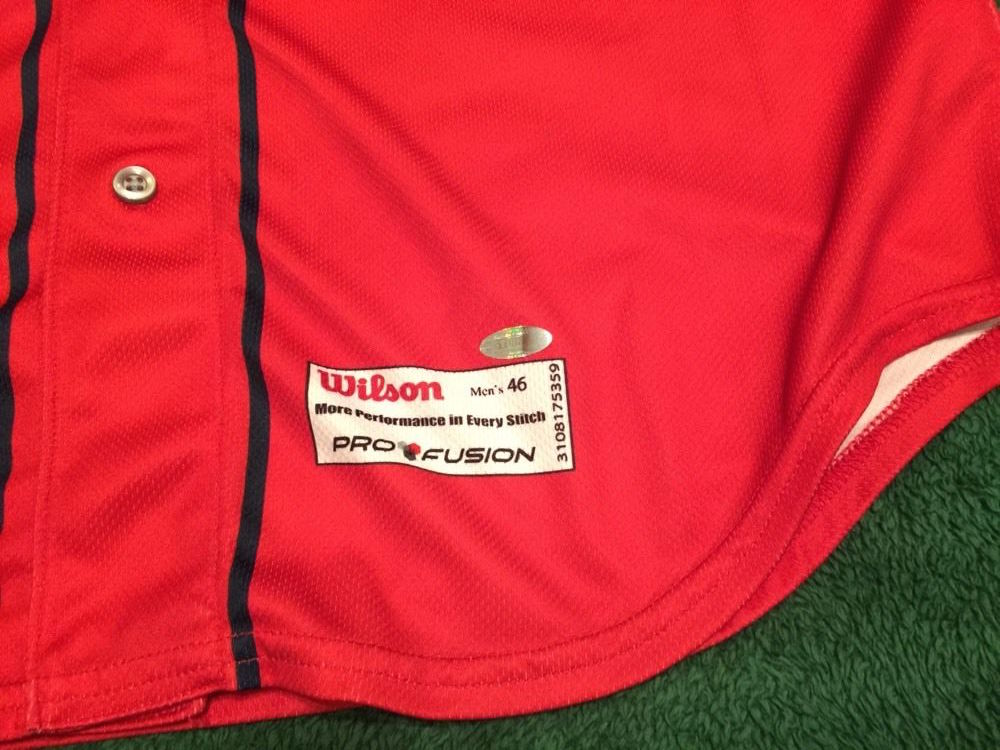 Wilson Men's 46
More Performance in Every Stitch
PRO FUSION
3108175359